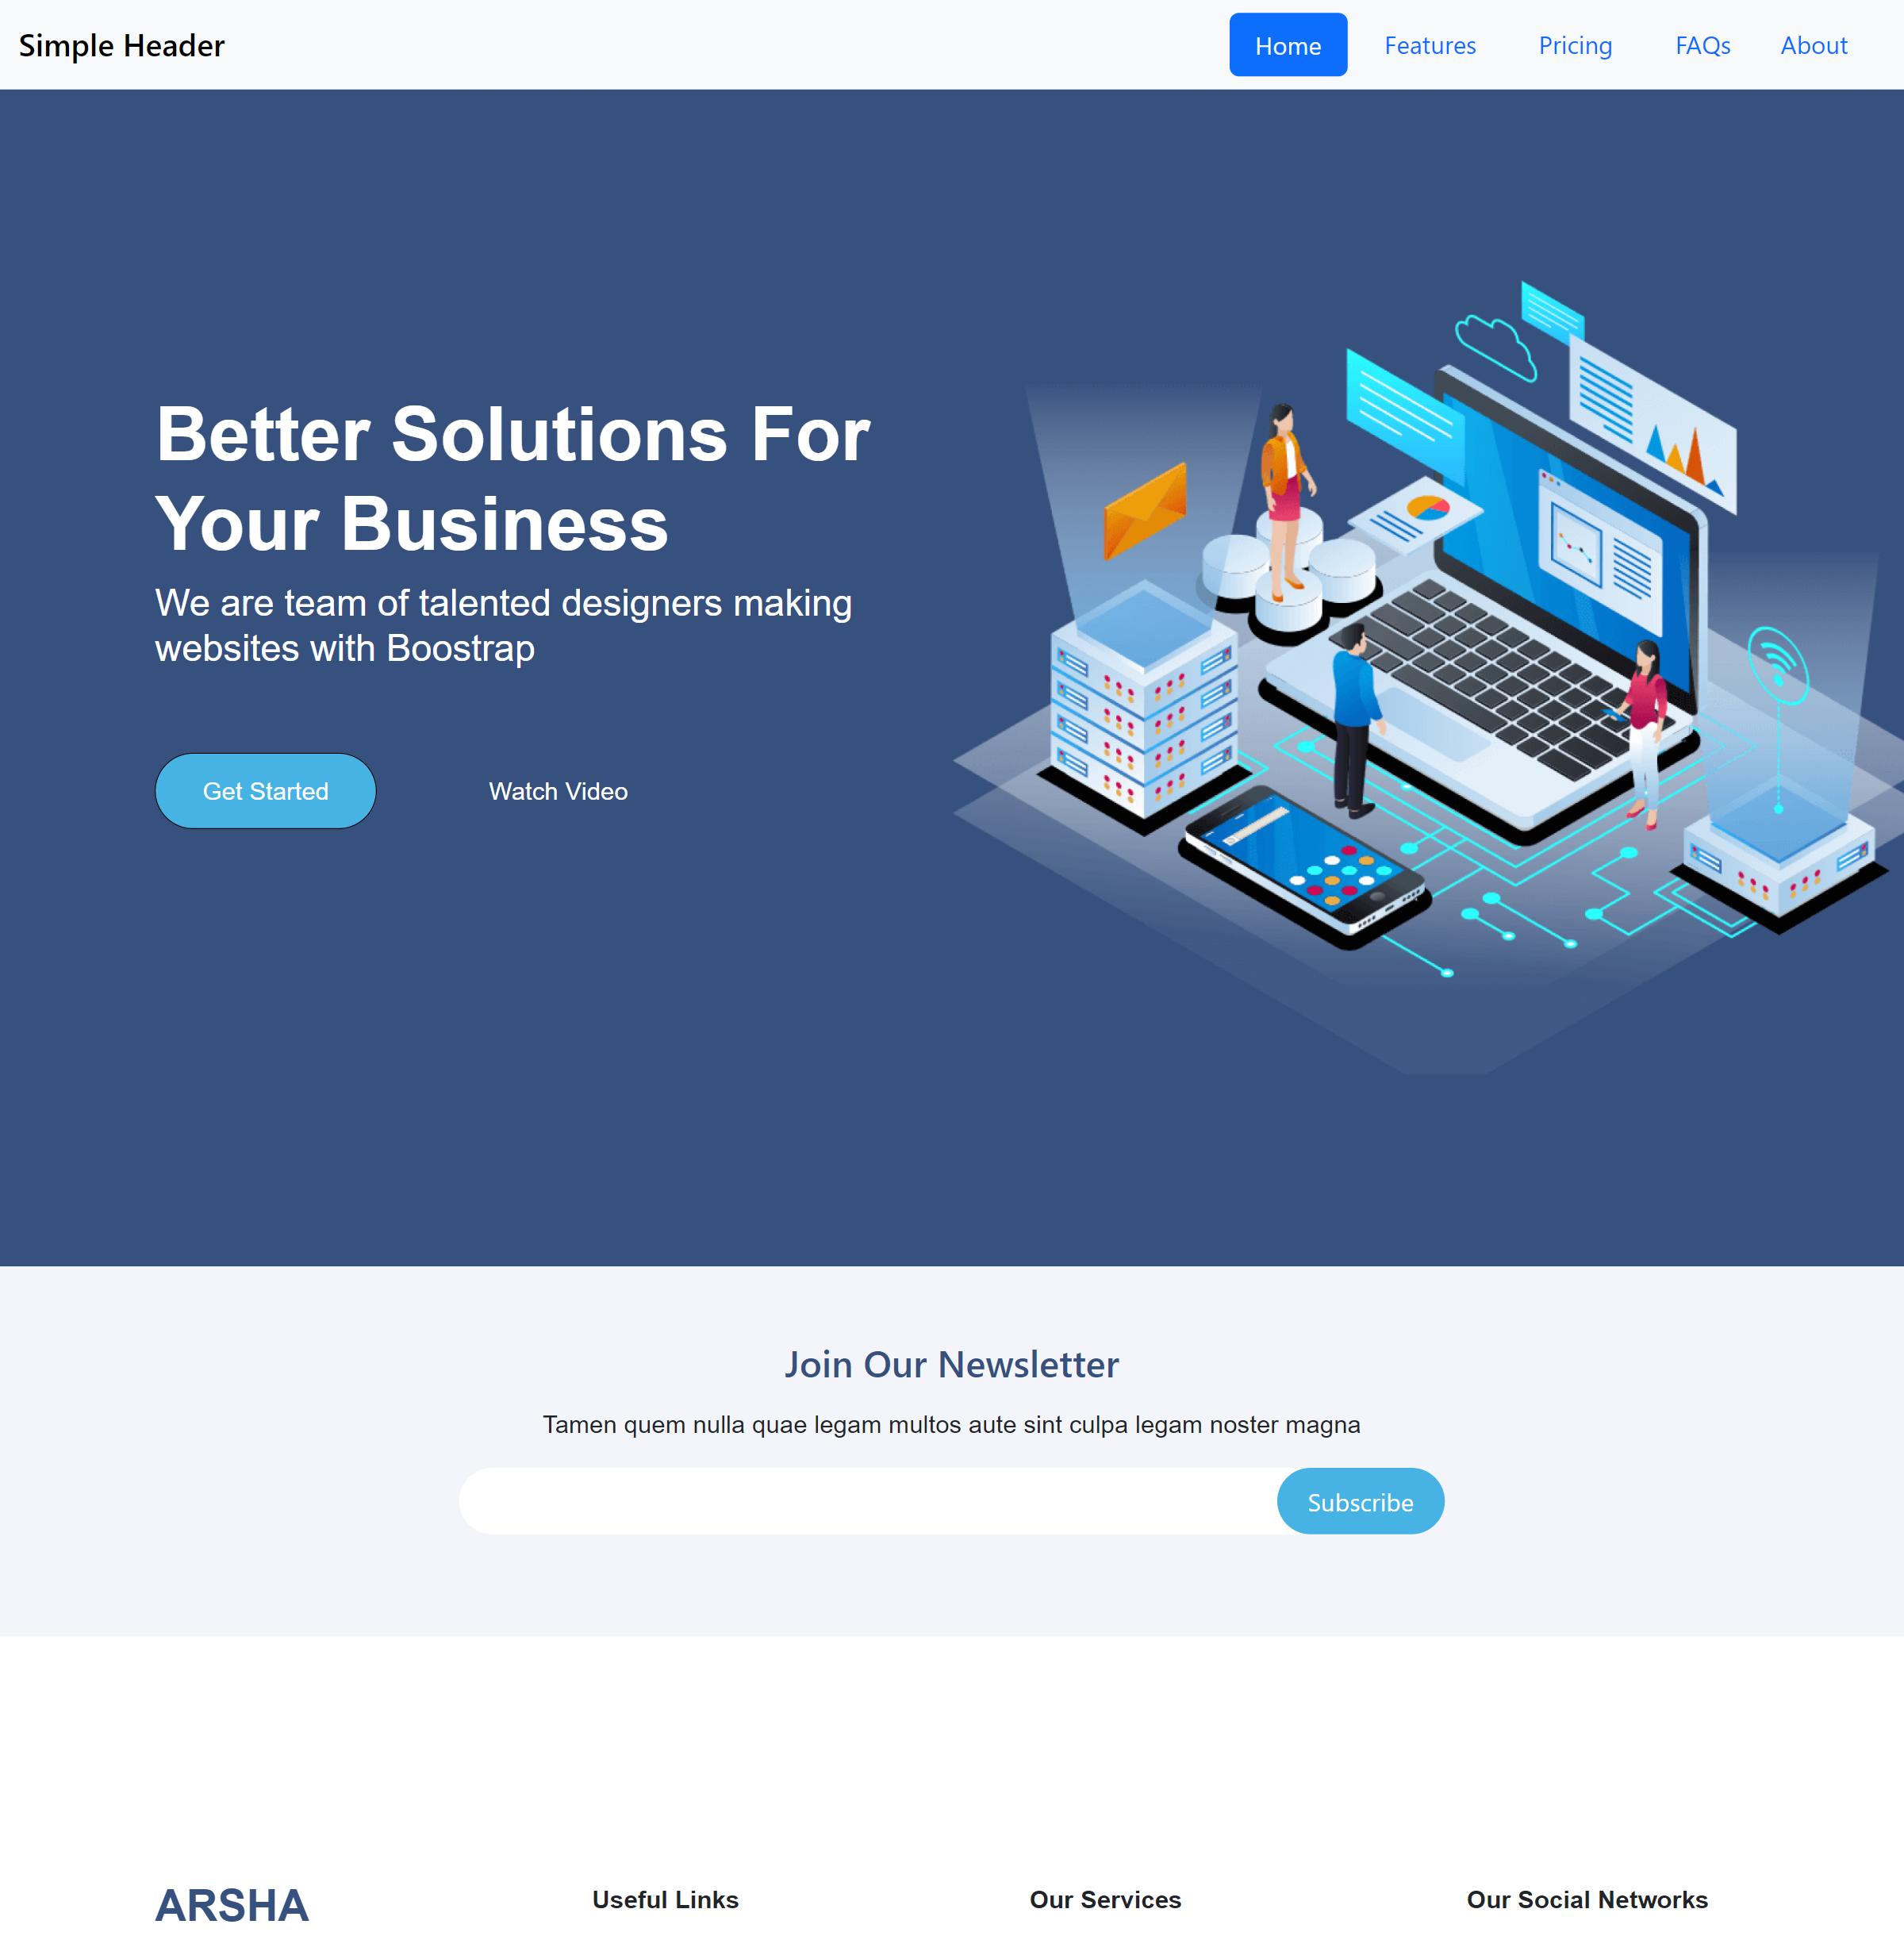 Simple Header
Home
Features
Pricing
FAQs
About
Better Solutions For
Your Business
We are team of talented designers making
websites with Boostrap
Get Started
Watch Video
Join Our Newsletter
Tamen quem nulla quae legam multos aute sint culpa legam noster magna
Subscribe
ARSHA
Useful Links
Our Services
Our Social Networks